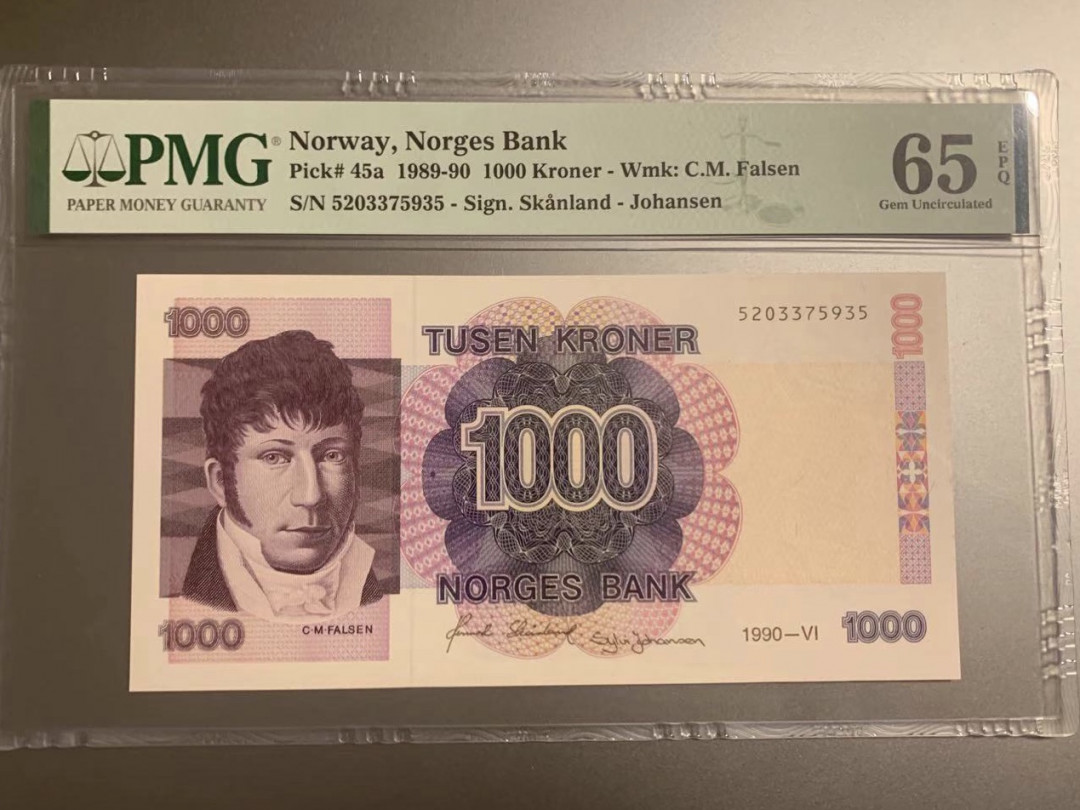 PMG®
PAPER MONEY GUARANTY
Norway, Norges Bank
Pick# 45a 1989-90 1000 Kroner - Wmk: C.M. Falsen
S/N 5203375935 - Sign. Skånland - Johansen
65
EPQ
Gem Uncirculated
1000
TUSEN KRONER
5203375935
1000
1000
NORGES BANK
1000
C·M·FALSEN
1990—VI
1000